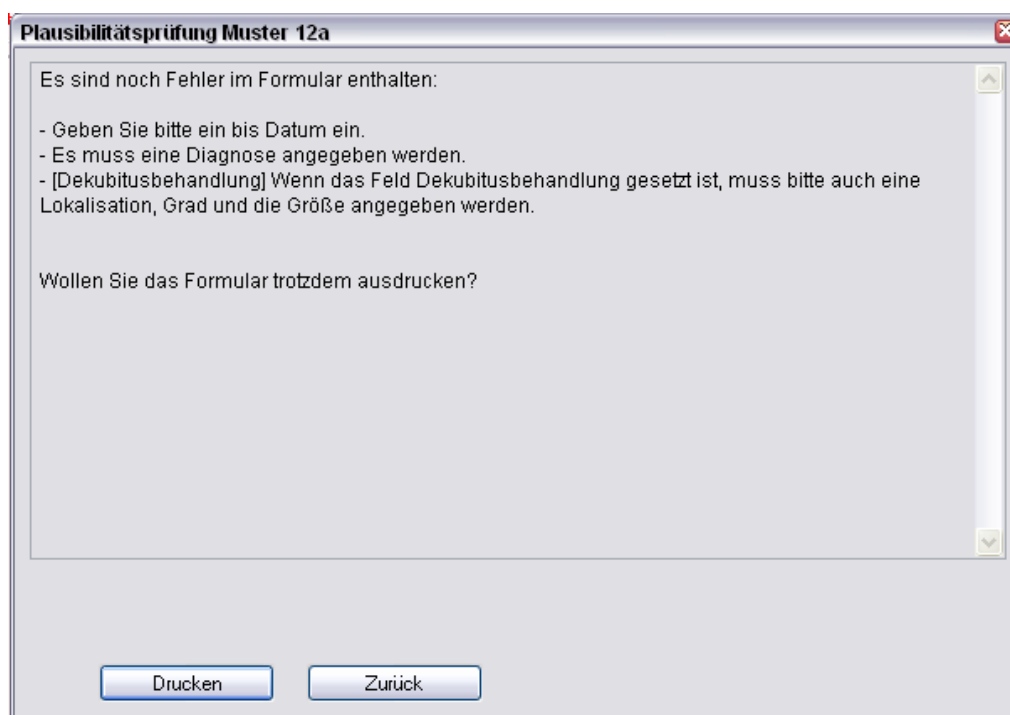 Plausibilitätsprüfung Muster 12a
Es sind noch Fehler im Formular enthalten:
- Geben Sie bitte ein bis Datum ein.
- Es muss eine Diagnose angegeben werden.
- [Dekubitusbehandlung] Wenn das Feld Dekubitusbehandlung gesetzt ist, muss bitte auch eine
Lokalisation, Grad und die Größe angegeben werden.
Wollen Sie das Formular trotzdem ausdrucken?
Drucken
Zurück